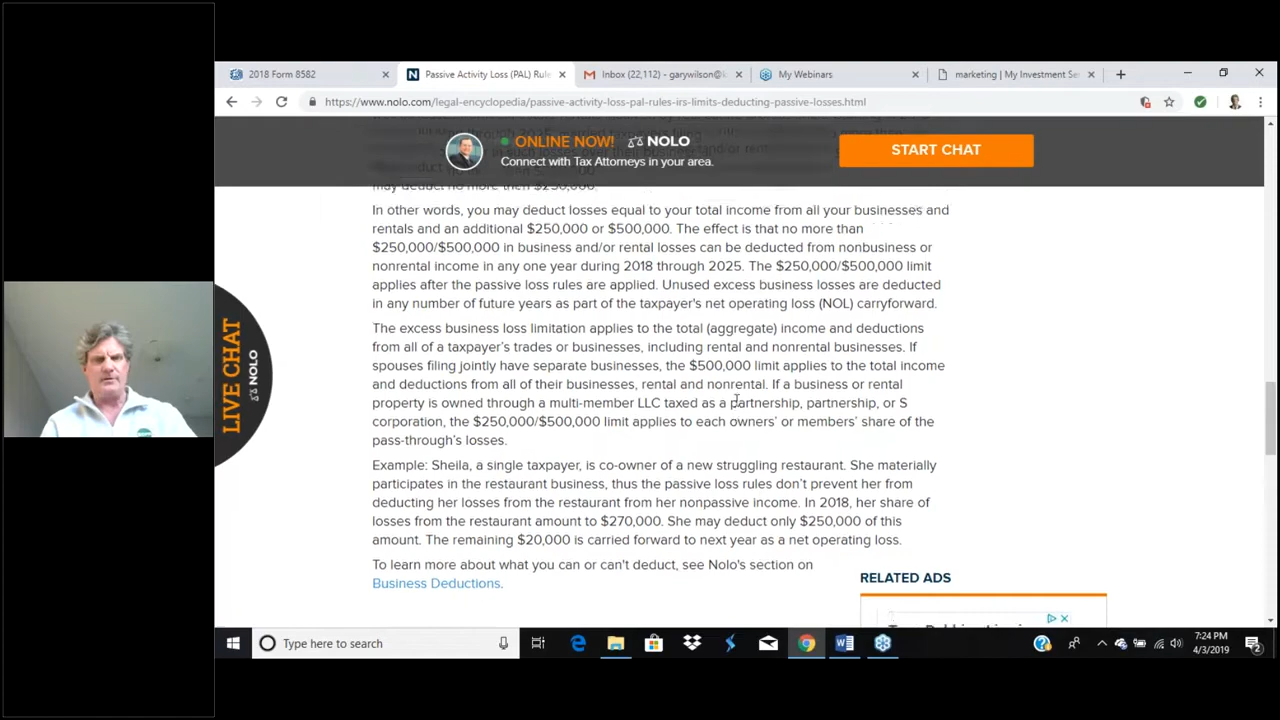 2018 Form 8582
Passive Activity Loss (PAL) Rule
Inbox (22,112) - garywilson@
My Webinars
marketing | My Investment Se
https://www.nolo.com/legal-encyclopedia/passive-activity-loss-pal-rules-irs-limits-deducting-passive-losses.html
ONLINE NOW! NOLO
Connect with Tax Attorneys in your area.
START CHAT
may deduct no more then $250,000.
In other words, you may deduct losses equal to your total income from all your businesses and
rentals and an additional $250,000 or $500,000. The effect is that no more than
$250,000/$500,000 in business and/or rental losses can be deducted from nonbusiness or
nonrental income in any one year during 2018 through 2025. The $250,000/$500,000 limit
applies after the passive loss rules are applied. Unused excess business losses are deducted
in any number of future years as part of the taxpayer's net operating loss (NOL) carryforward.
The excess business loss limitation applies to the total (aggregate) income and deductions
from all of a taxpayer's trades or businesses, including rental and nonrental businesses. If
spouses filing jointly have separate businesses, the $500,000 limit applies to the total income
and deductions from all of their businesses, rental and nonrental. If a business or rental
property is owned through a multi-member LLC taxed as a partnership, partnership, or S
corporation, the $250,000/$500,000 limit applies to each owners' or members' share of the
pass-through's losses.
Example: Sheila, a single taxpayer, is co-owner of a new struggling restaurant. She materially
participates in the restaurant business, thus the passive loss rules don't prevent her from
deducting her losses from the restaurant from her nonpassive income. In 2018, her share of
losses from the restaurant amount to $270,000. She may deduct only $250,000 of this
amount. The remaining $20,000 is carried forward to next year as a net operating loss.
To learn more about what you can or can't deduct, see Nolo's section on
Business Deductions.
LIVE CHAT
NOLO
RELATED ADS
Type here to search
7:24 PM
4/3/2019
2